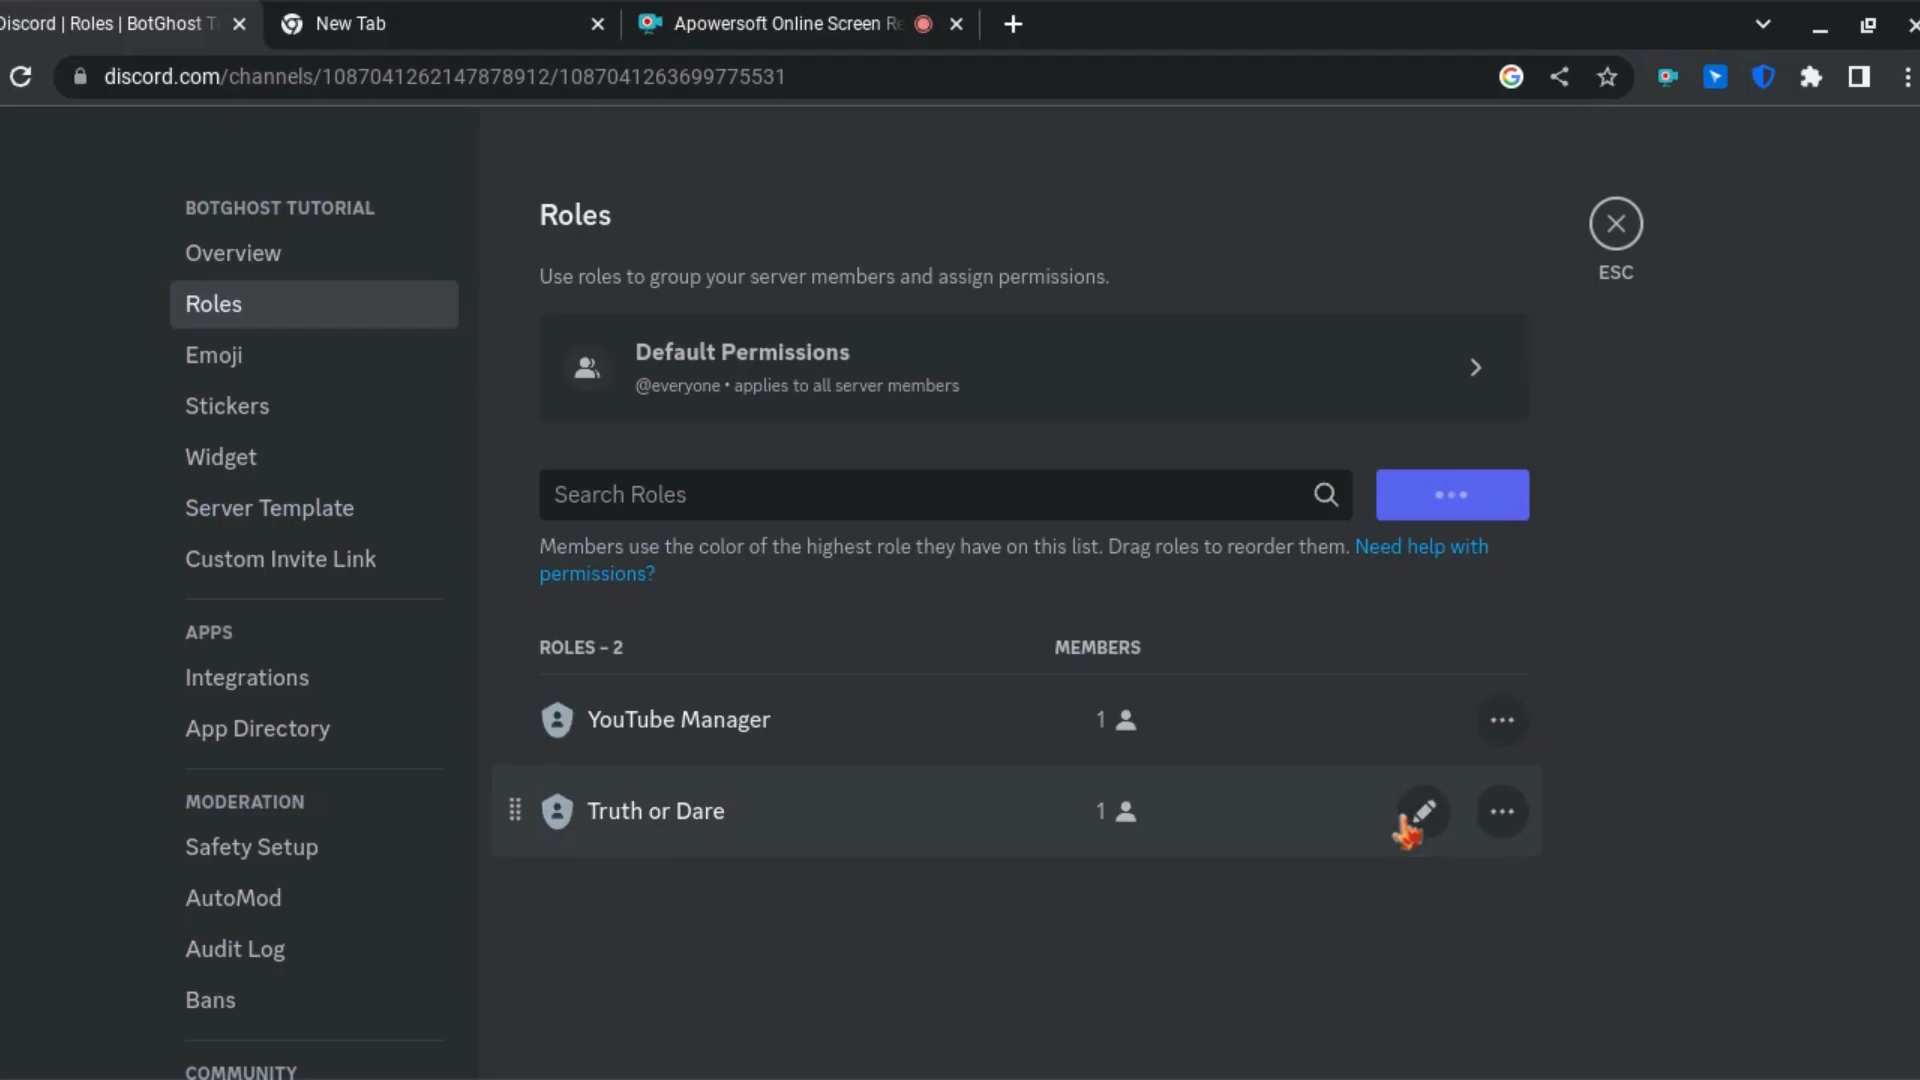 Discord | Roles | BotGhost T
New Tab
Apowersoft Online Screen Re
discord.com/channels/1087041262147878912/1087041263699775531
BOTGHOST TUTORIAL
Overview
Roles
Emoji
Stickers
Widget
Server Template
Custom Invite Link
APPS
Integrations
App Directory
MODERATION
Safety Setup
AutoMod
Audit Log
Bans
COMMUNITY
Roles
Use roles to group your server members and assign permissions.
Default Permissions
@everyone • applies to all server members
Search Roles
Members use the color of the highest role they have on this list. Drag roles to reorder them. Need help with
permissions?
ROLES – 2 MEMBERS
YouTube Manager 1
Truth or Dare 1
ESC